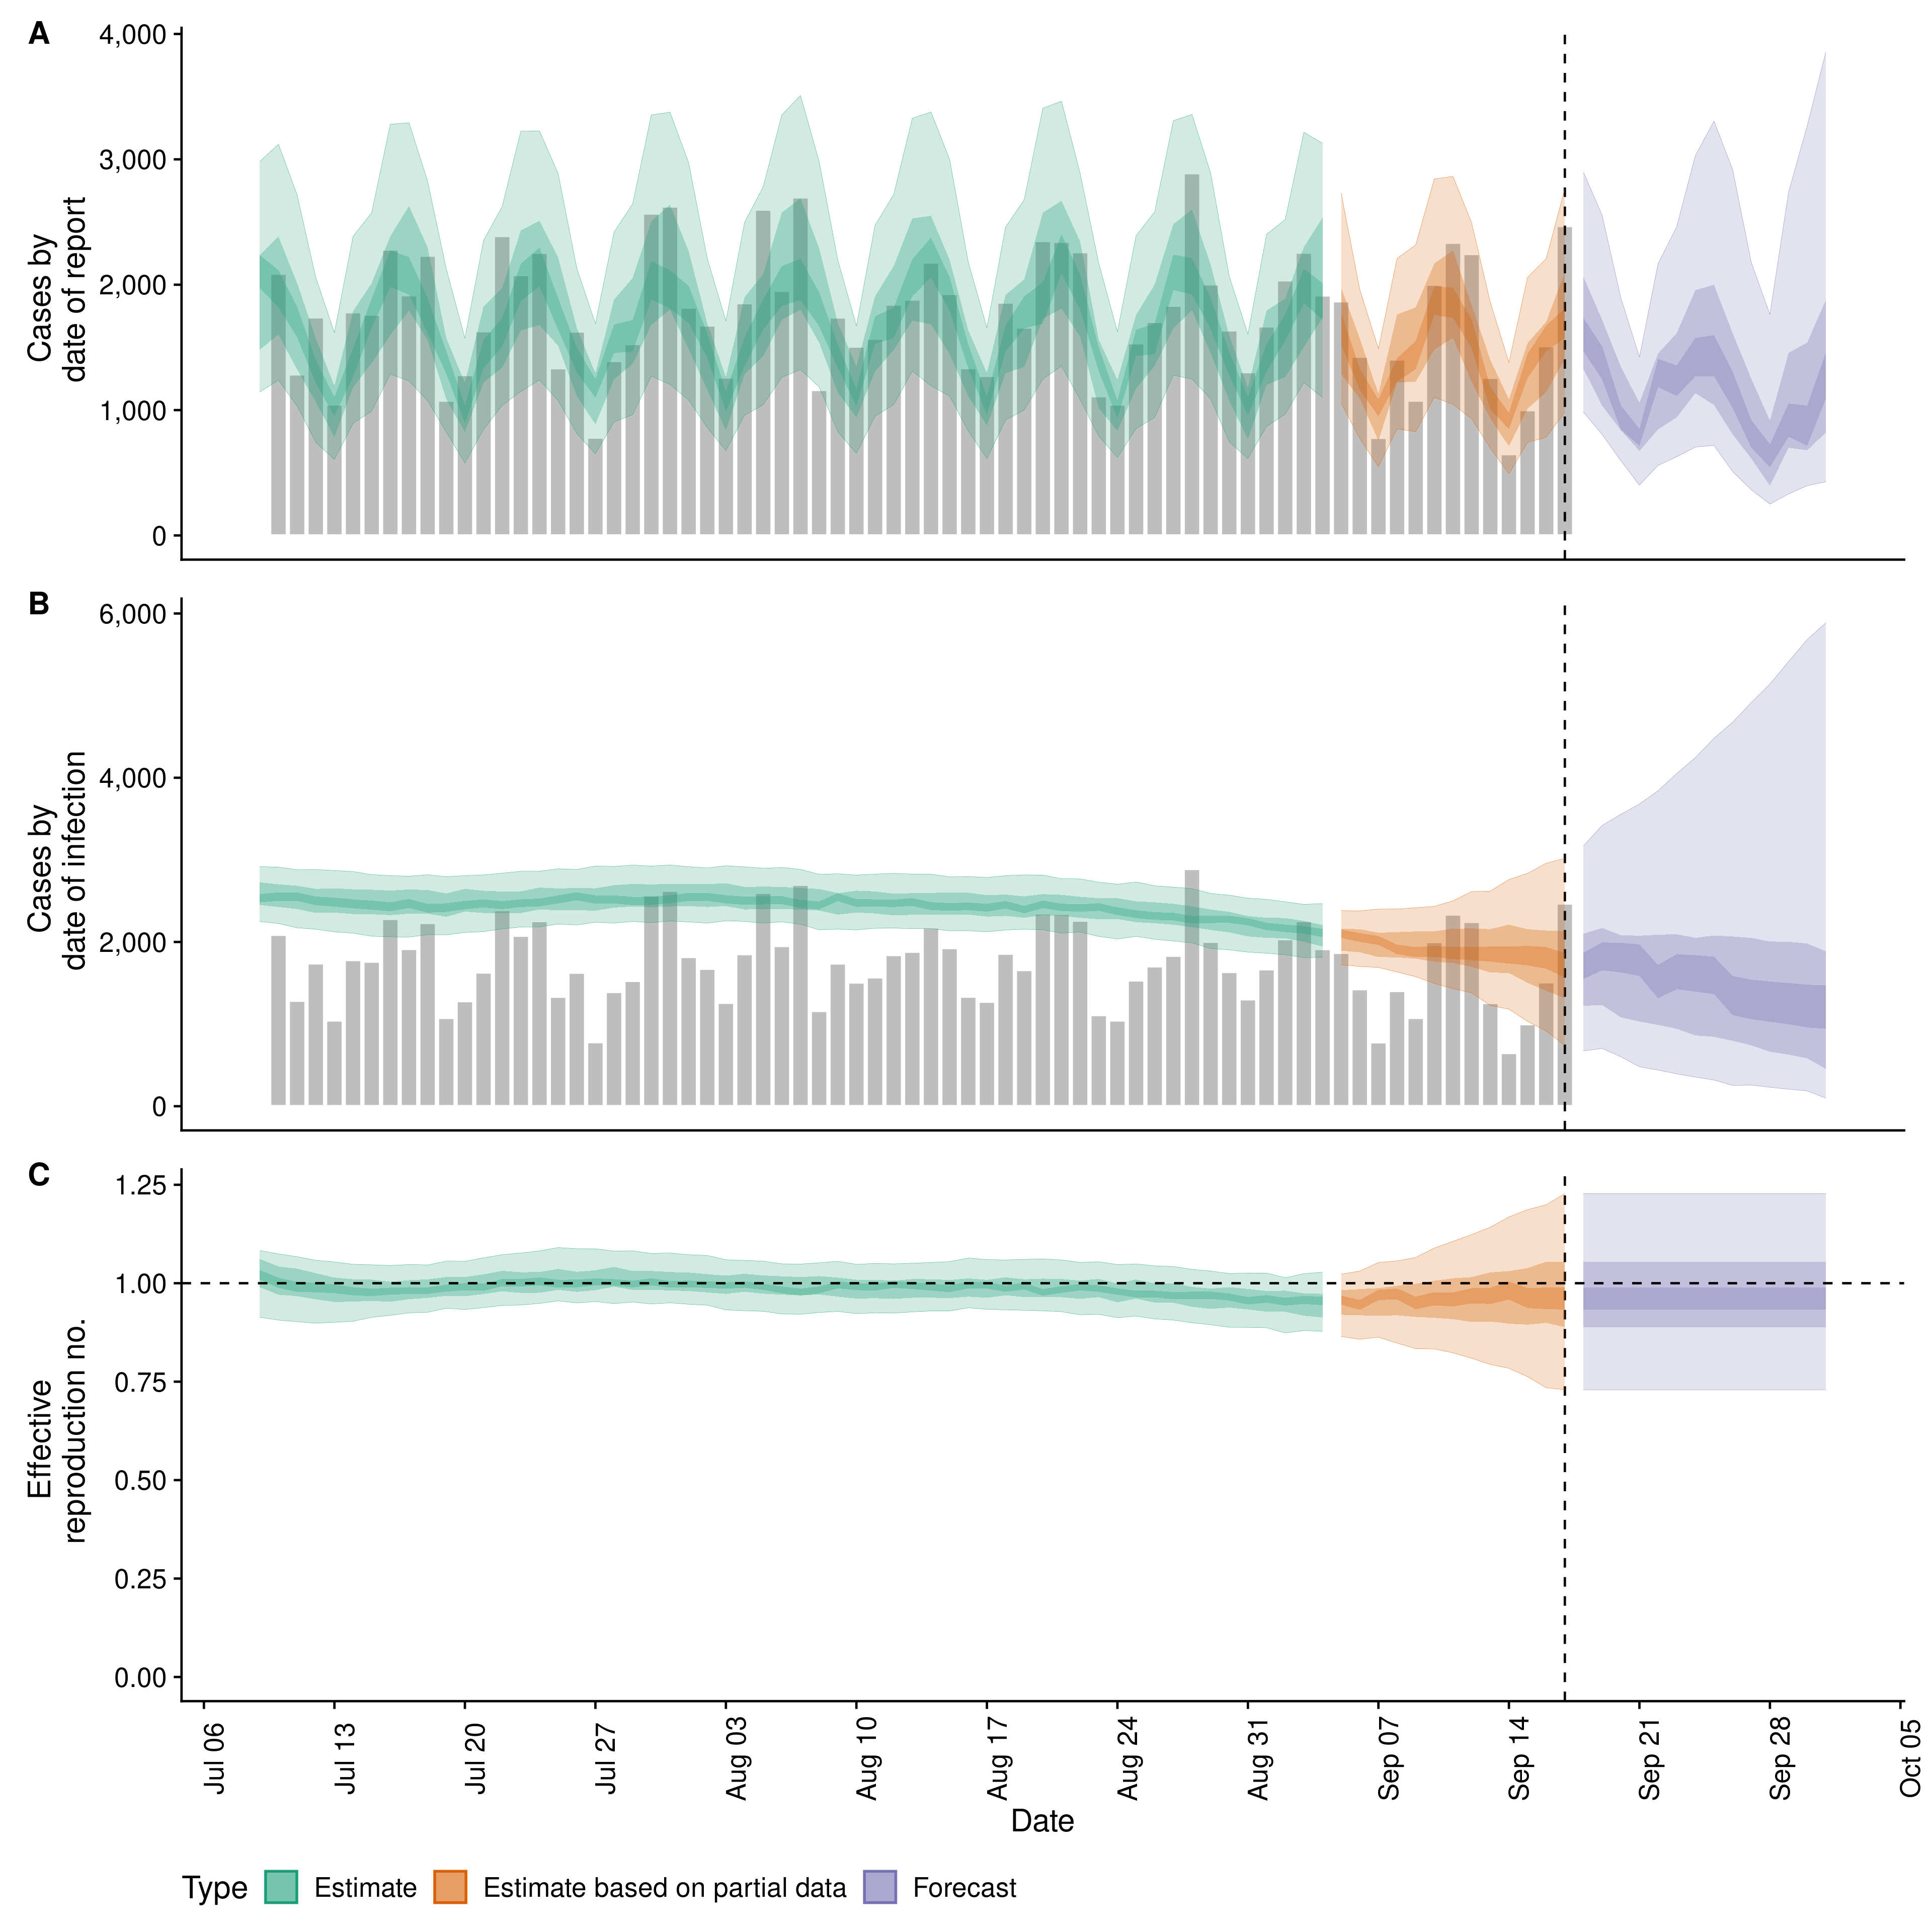 A
Cases by
date of report
4,000
3,000
2,000
1,000
0
B
Cases by
date of infection
6,000
4,000
2,000
0
C
Effective
reproduction no.
1.25
1.00
0.75
0.50
0.25
0.00
Jul 06
Jul 13
Jul 20
Jul 27
Aug 03
Aug 10
Aug 17
Aug 24
Aug 31
Sep 07
Sep 14
Sep 21
Sep 28
Oct 05
Date
Type Estimate Estimate based on partial data Forecast